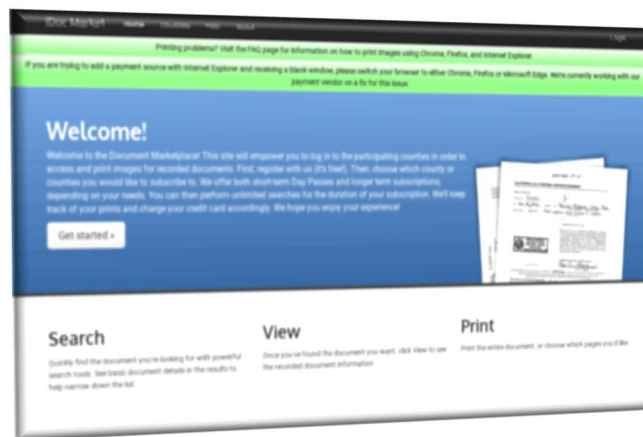 iDoc Market Home Counties FAQ About Login
Printing problems? Visit the FAQ page for information on how to print images using Chrome, Firefox, and Internet Explorer.
If you are trying to add a payment source with Internet Explorer and receiving a blank window, please switch your browser to either Chrome, Firefox or Microsoft Edge. We're currently working with our
payment vendor on a fix for this issue.
Welcome!
Welcome to the Document Marketplace! This site will empower you to log in to the participating counties in order to
access and print images for recorded documents. First, register with us (it's free!). Then, choose which county or
counties you would like to subscribe to. We offer both short term Day Passes and longer term subscriptions,
depending on your needs. You can then perform unlimited searches for the duration of your subscription. We'll keep
track of your prints and charge your credit card accordingly. We hope you enjoy your experience!
Get started »
Search
Quickly find the document you're looking for with powerful
search tools. See basic document details in the results to
help narrow down the list.
View
Once you've found the document you want, click View to see
the recorded document information
Print
Print the entire document, or choose which pages you'd like